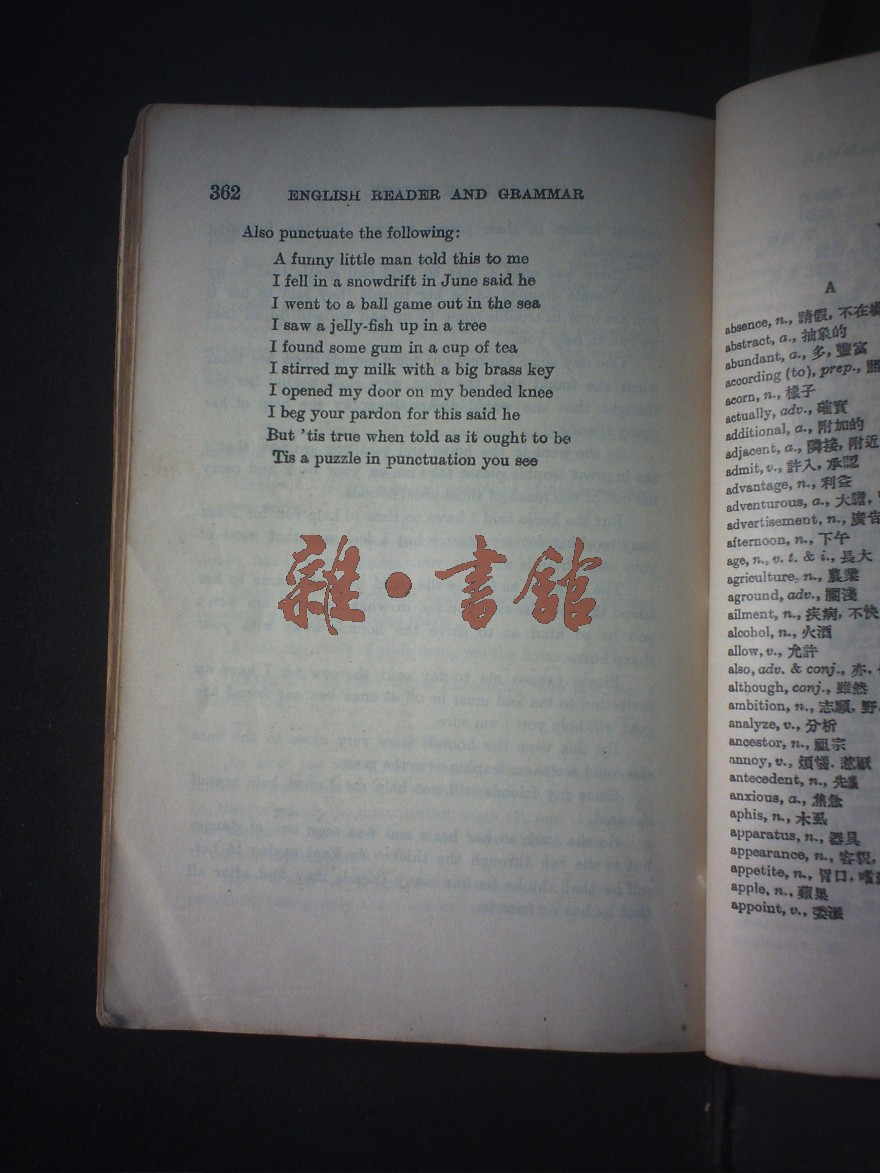 362 ENGLISH READER AND GRAMMAR
Also punctuate the following:
A funny little man told this to me
I fell in a snowdrift in June said he
I went to a ball game out in the sea
I saw a jelly-fish up in a tree
I found some gum in a cup of tea
I stirred my milk with a big brass key
I opened my door on my bended knee
I beg your pardon for this said he
But 'tis true when told as it ought to be
Tis a puzzle in punctuation you see
雜·書館
A
absence, n., 請假, 不在
abstract, a., 抽象的
abundant, a., 多, 豐富
according (to), prep.,
acorn, n., 樣子
actually, adv., 確實
additional, a., 附加的
adjacent, a., 隣接, 附近
admit, v., 許入, 承認
advantage, n., 利益
adventurous, a., 大膽,
advertisement, n., 廣告
afternoon, n., 下午
age, n., v. t. & i., 長大
agriculture, n., 農業
aground, adv., 擱淺
ailment, n., 疾病, 不快
alcohol, n., 火酒
allow, v., 允許
also, adv. & conj., 亦,
although, conj., 雖然
ambition, n., 志願, 野
analyze, v., 分析
ancestor, n., 祖宗
annoy, v., 煩惱, 惹厭
antecedent, n., 先
anxious, a., 焦急
aphis, n., 木虱
apparatus, n., 器具
appearance, n., 容貌,
appetite, n., 胃口,
apple, n., 蘋果
appoint, v., 委派